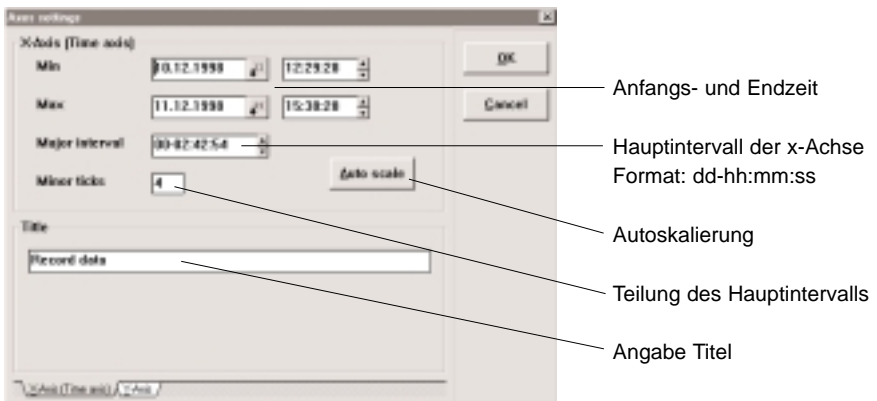 Axes settings
X-Axis (Time axis)
Min 10.12.1998 12:29:28
Max 11.12.1998 15:38:28
Major interval 00-02:42:54
Minor ticks 4
Auto scale
OK
Cancel
Title
Record data
X-Axis (Time axis) Y-Axis
Anfangs- und Endzeit
Hauptintervall der x-Achse
Format: dd-hh:mm:ss
Autoskalierung
Teilung des Hauptintervalls
Angabe Titel